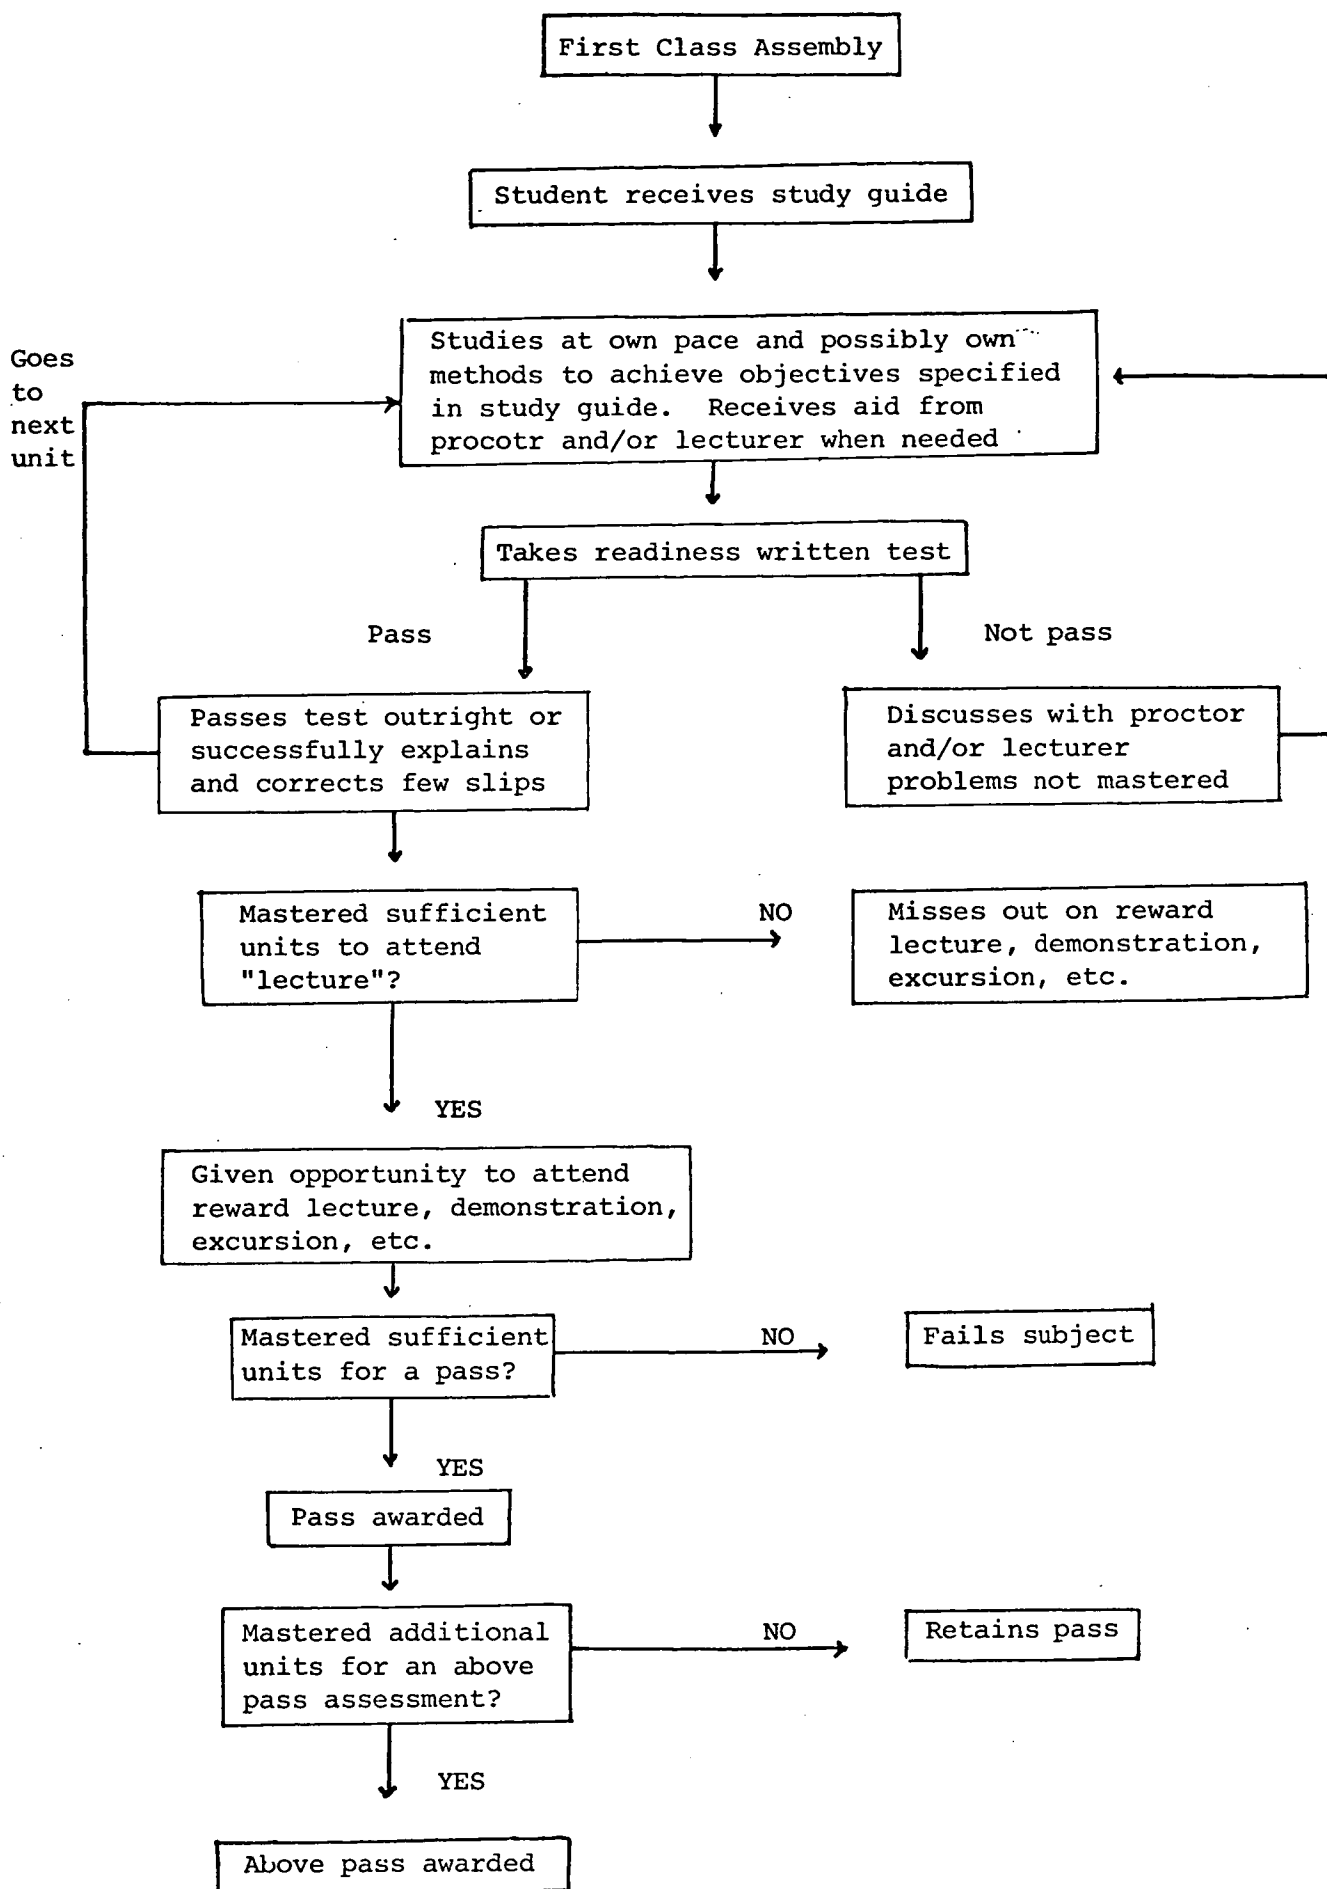 First Class Assembly
Student receives study guide
Goes
to
next
unit
Studies at own pace and possibly own
methods to achieve objectives specified
in study guide. Receives aid from
procotr and/or lecturer when needed
Takes readiness written test
Pass
Not pass
Passes test outright or
successfully explains
and corrects few slips
Discusses with proctor
and/or lecturer
problems not mastered
Mastered sufficient
units to attend
"lecture"?
NO
Misses out on reward
lecture, demonstration,
excursion, etc.
YES
Given opportunity to attend
reward lecture, demonstration,
excursion, etc.
Mastered sufficient
units for a pass?
NO
Fails subject
YES
Pass awarded
Mastered additional
units for an above
pass assessment?
NO
Retains pass
YES
Above pass awarded